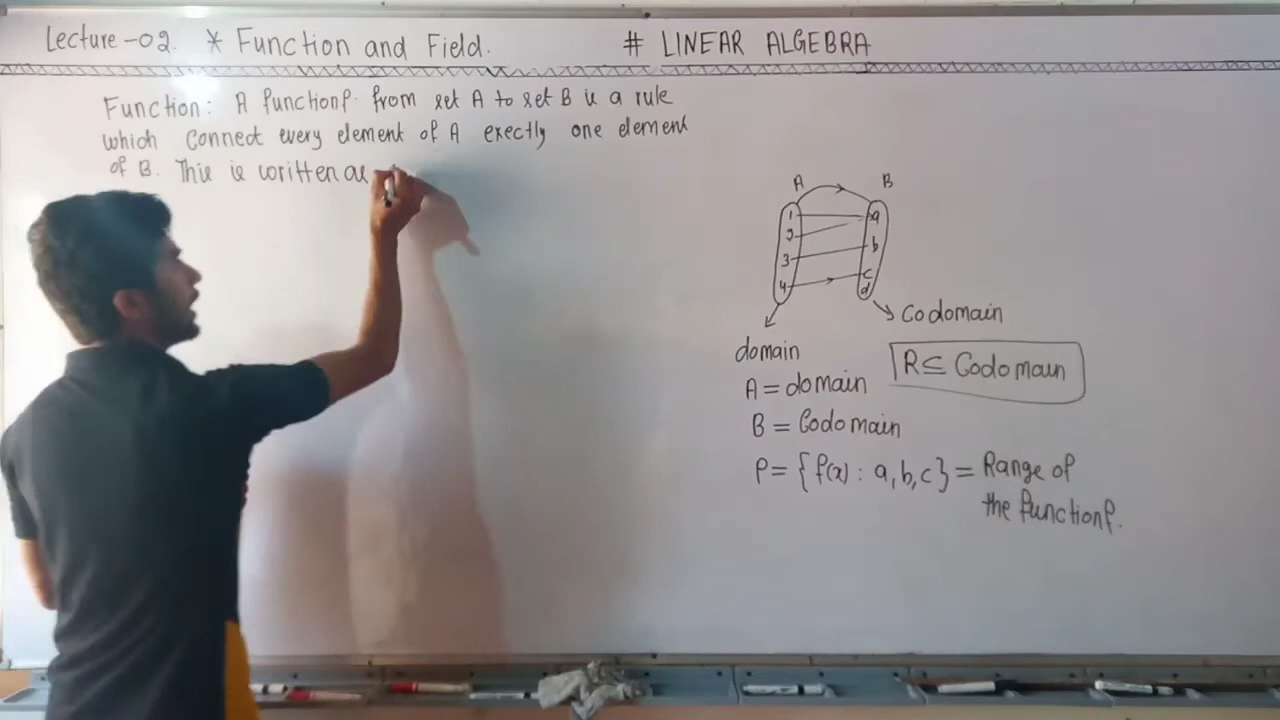 Lecture-02. * Function and Field. # LINEAR ALGEBRA
Function: A function f from set A to set B is a rule
which connect every element of A exectly one element
of B. This is written as
A B
1 a
2
3 b
4 c
d
Codomain
domain
R ⊆ Codomain
A = domain
B = Codomain
f = {f(x) : a, b, c} = Range of
the function f.